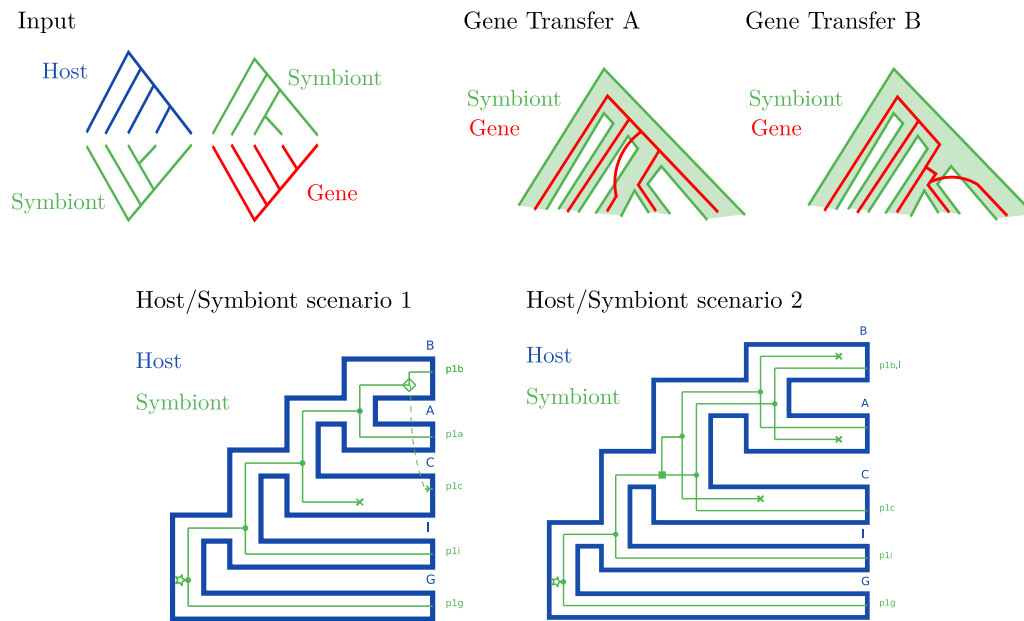 Input
Gene Transfer A
Gene Transfer B
Host
Symbiont
Symbiont
Gene
Symbiont
Gene
Symbiont
Gene
Host/Symbiont scenario 1
Host/Symbiont scenario 2
Host
Symbiont
B
p1b
A
p1a
C
p1c
I
p1i
G
p1g
Host
Symbiont
B
p1b,l
A
C
p1c
I
p1i
G
p1g